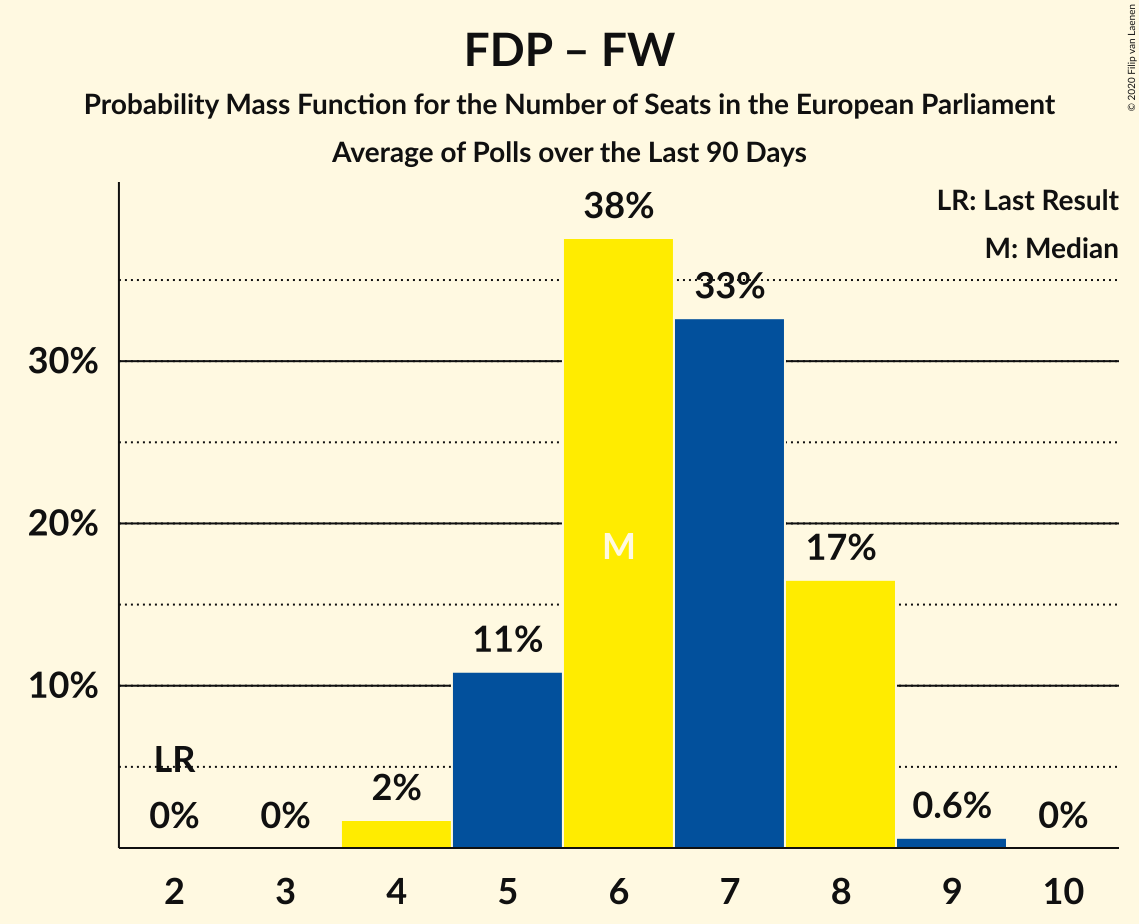 FDP – FW
Probability Mass Function for the Number of Seats in the European Parliament
Average of Polls over the Last 90 Days
© 2020 Filip van Laenen
LR: Last Result
M: Median
38%
33%
30%
20%
M
17%
11%
10%
LR
0%
0%
2%
0.6%
0%
2 3 4 5 6 7 8 9 10